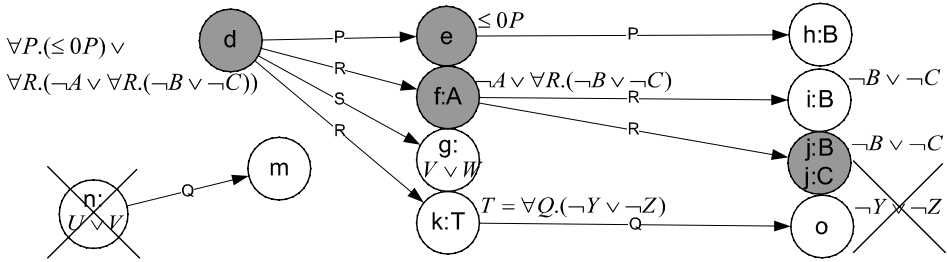 ∀P.(≤ 0P) ∨
∀R.(¬A ∨ ∀R.(¬B ∨ ¬C))
d
P
R
S
R
e
≤ 0P
f:A
¬A ∨ ∀R.(¬B ∨ ¬C)
g:
V ∨ W
k:T
T = ∀Q.(¬Y ∨ ¬Z)
P
R
R
Q
h:B
i:B
¬B ∨ ¬C
j:B
j:C
¬B ∨ ¬C
o
¬Y ∨ ¬Z
n:
U ∨ V
Q
m